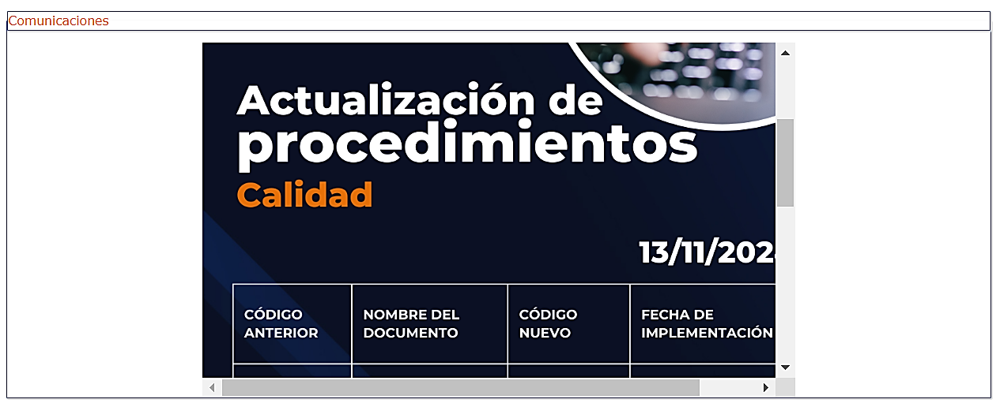 Comunicaciones
Actualización de
procedimientos
Calidad
CÓDIGO ANTERIOR
NOMBRE DEL DOCUMENTO
CÓDIGO NUEVO
FECHA DE IMPLEMENTACIÓN